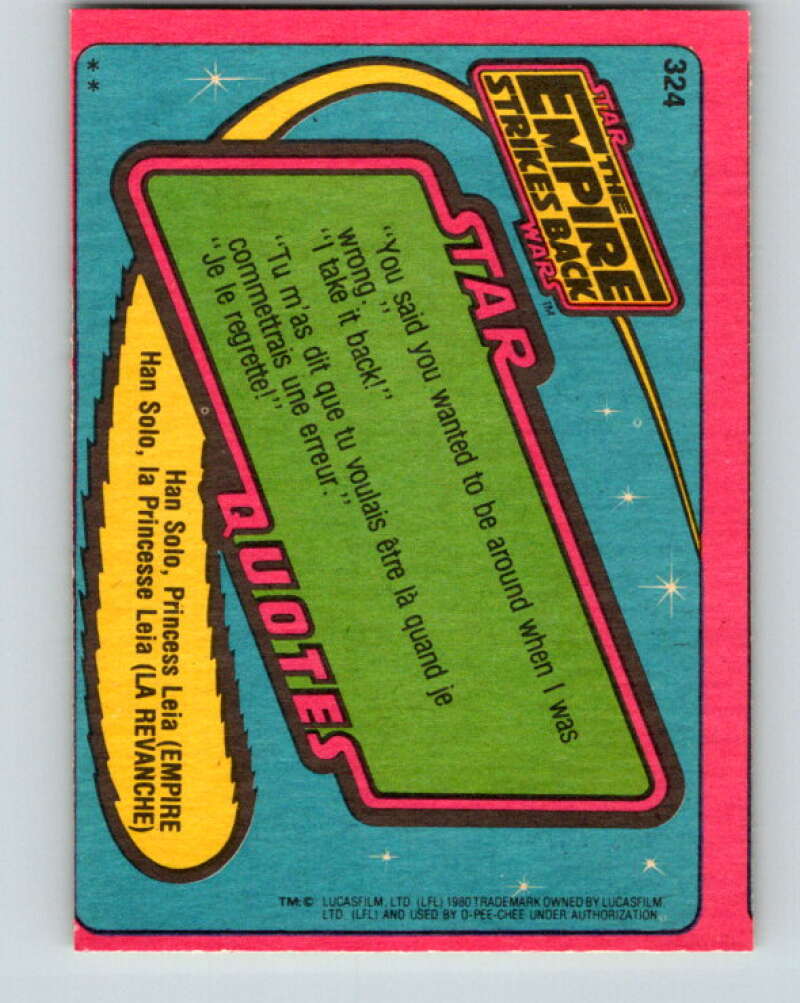 324
**
STAR
THE
EMPIRE
STRIKES BACK
WARS™
STAR
QUOTES
“You said you wanted to be around when I was
wrong.”
“I take it back!”
“Tu m’as dit que tu voulais être là quand je
commettrais une erreur.”
“Je le regrette!”
Han Solo, Princess Leia (EMPIRE
Han Solo, la Princesse Leia (LA REVANCHE)
TM:© LUCASFILM, LTD (LFL) 1980 TRADEMARK OWNED BY LUCASFILM,
LTD. (LFL) AND USED BY O-PEE-CHEE UNDER AUTHORIZATION